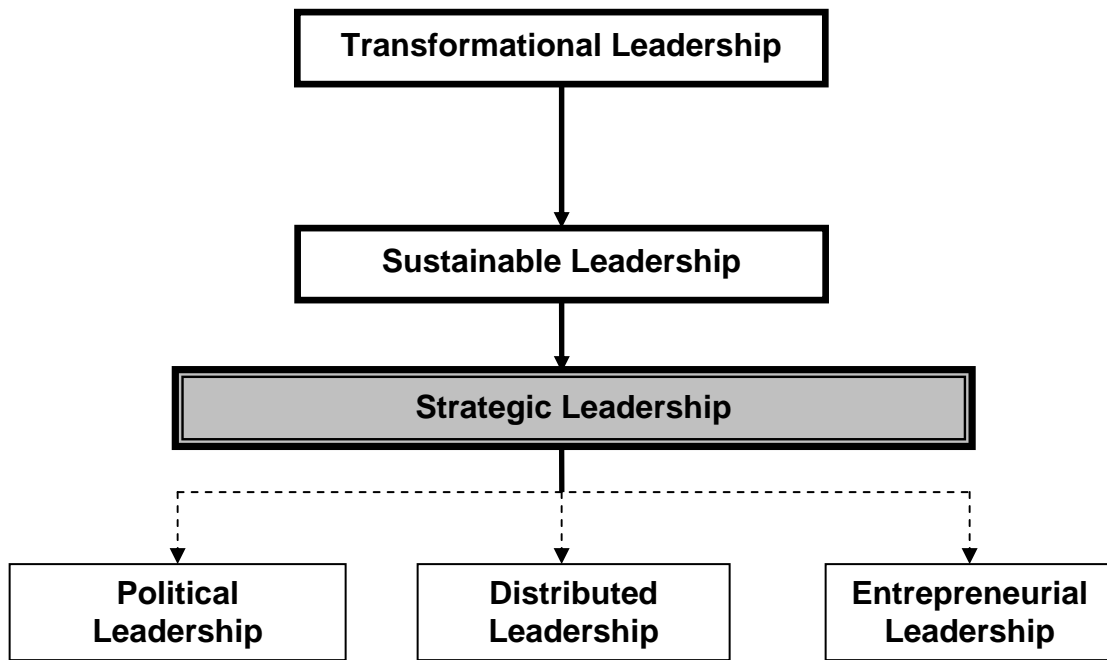 Transformational Leadership
Sustainable Leadership
Strategic Leadership
Political
Leadership
Distributed
Leadership
Entrepreneurial
Leadership